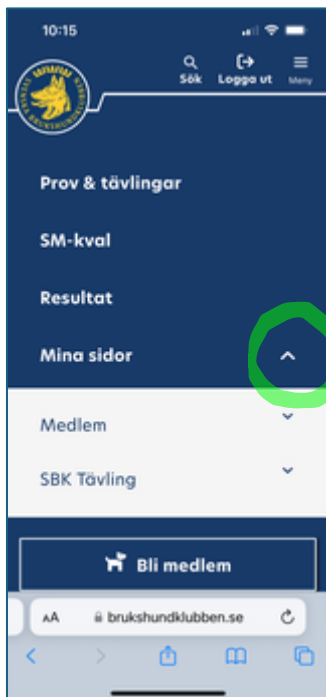 10:15
Sök
Logga ut
Meny
Prov & tävlingar
SM-kval
Resultat
Mina sidor
Medlem
SBK Tävling
Bli medlem
AA
brukshundklubben.se